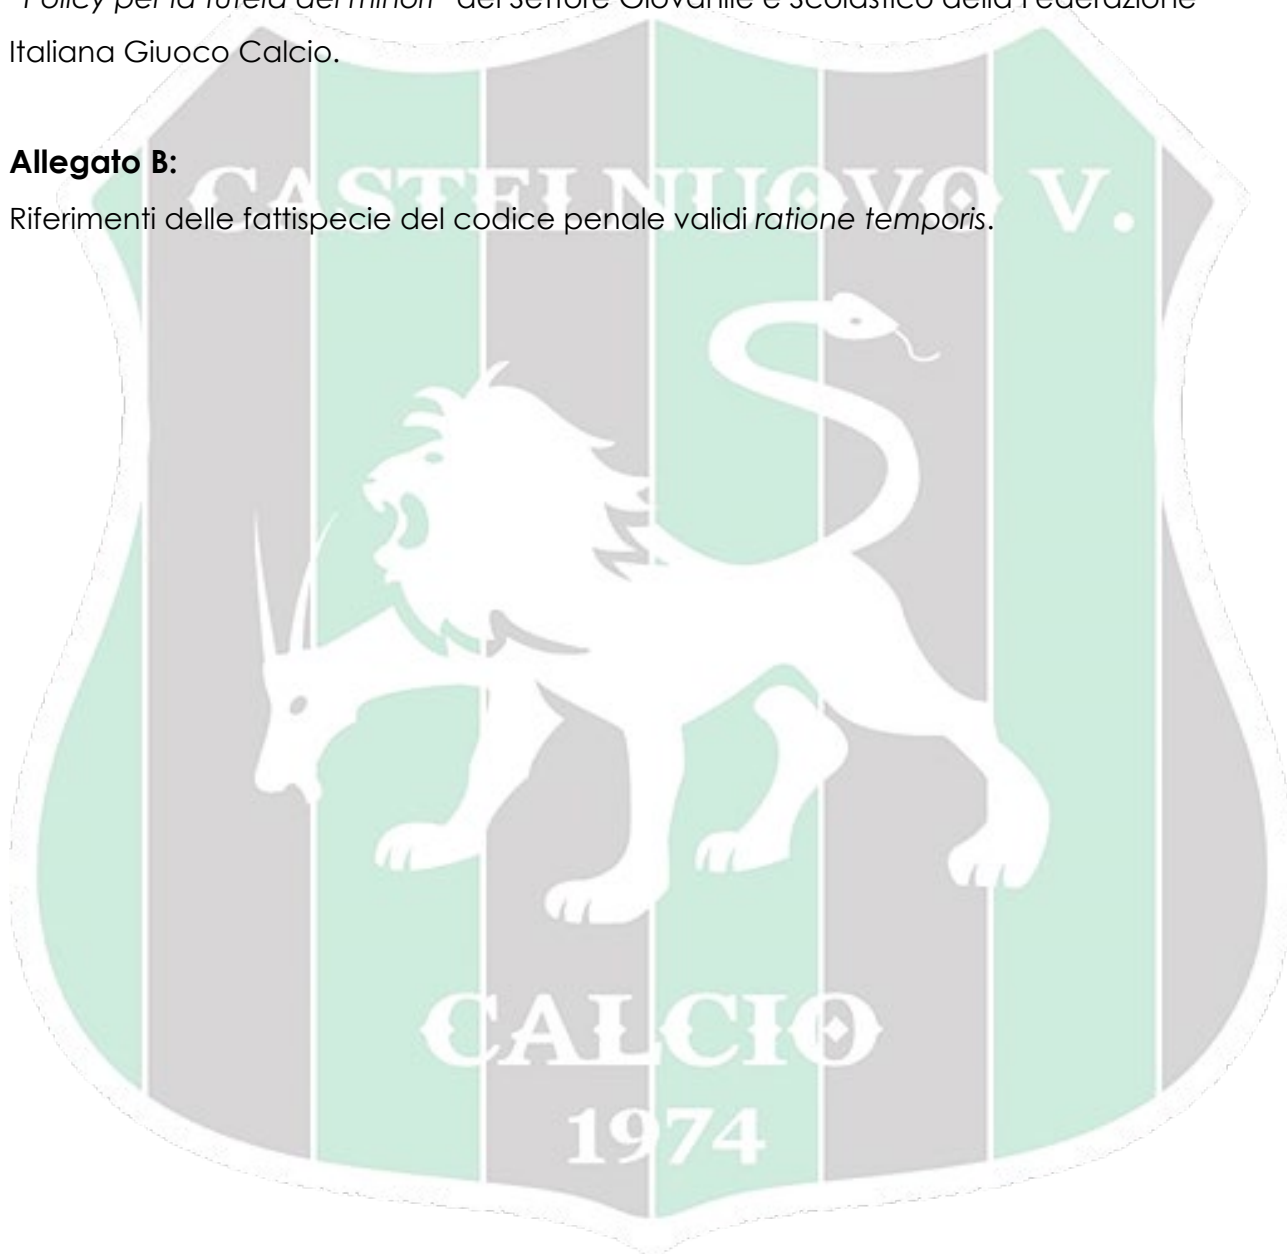 "Policy per la tutela dei minori" del Settore Giovanile e Scolastico della Federazione
Italiana Giuoco Calcio.
Allegato B:
CASTELNUOVO V.
Riferimenti delle fattispecie del codice penale validi ratione temporis.
CALCIO
1974